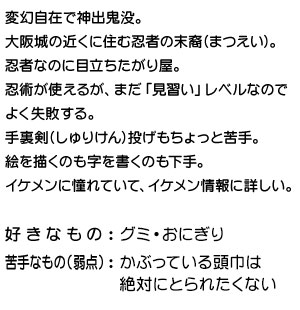 変幻自在で神出鬼没。
大阪城の近くに住む忍者の末裔(まつえい)。
忍者なのに目立ちたがり屋。
忍術が使えるが、まだ「見習い」レベルなので
よく失敗する。
手裏剣(しゅりけん)投げもちょっと苦手。
絵を描くのも字を書くのも下手。
イケメンに憧れていて、イケメン情報に詳しい。
好きなもの：グミ・おにぎり
苦手なもの(弱点)：かぶっている頭巾は
絶対にとられたくない